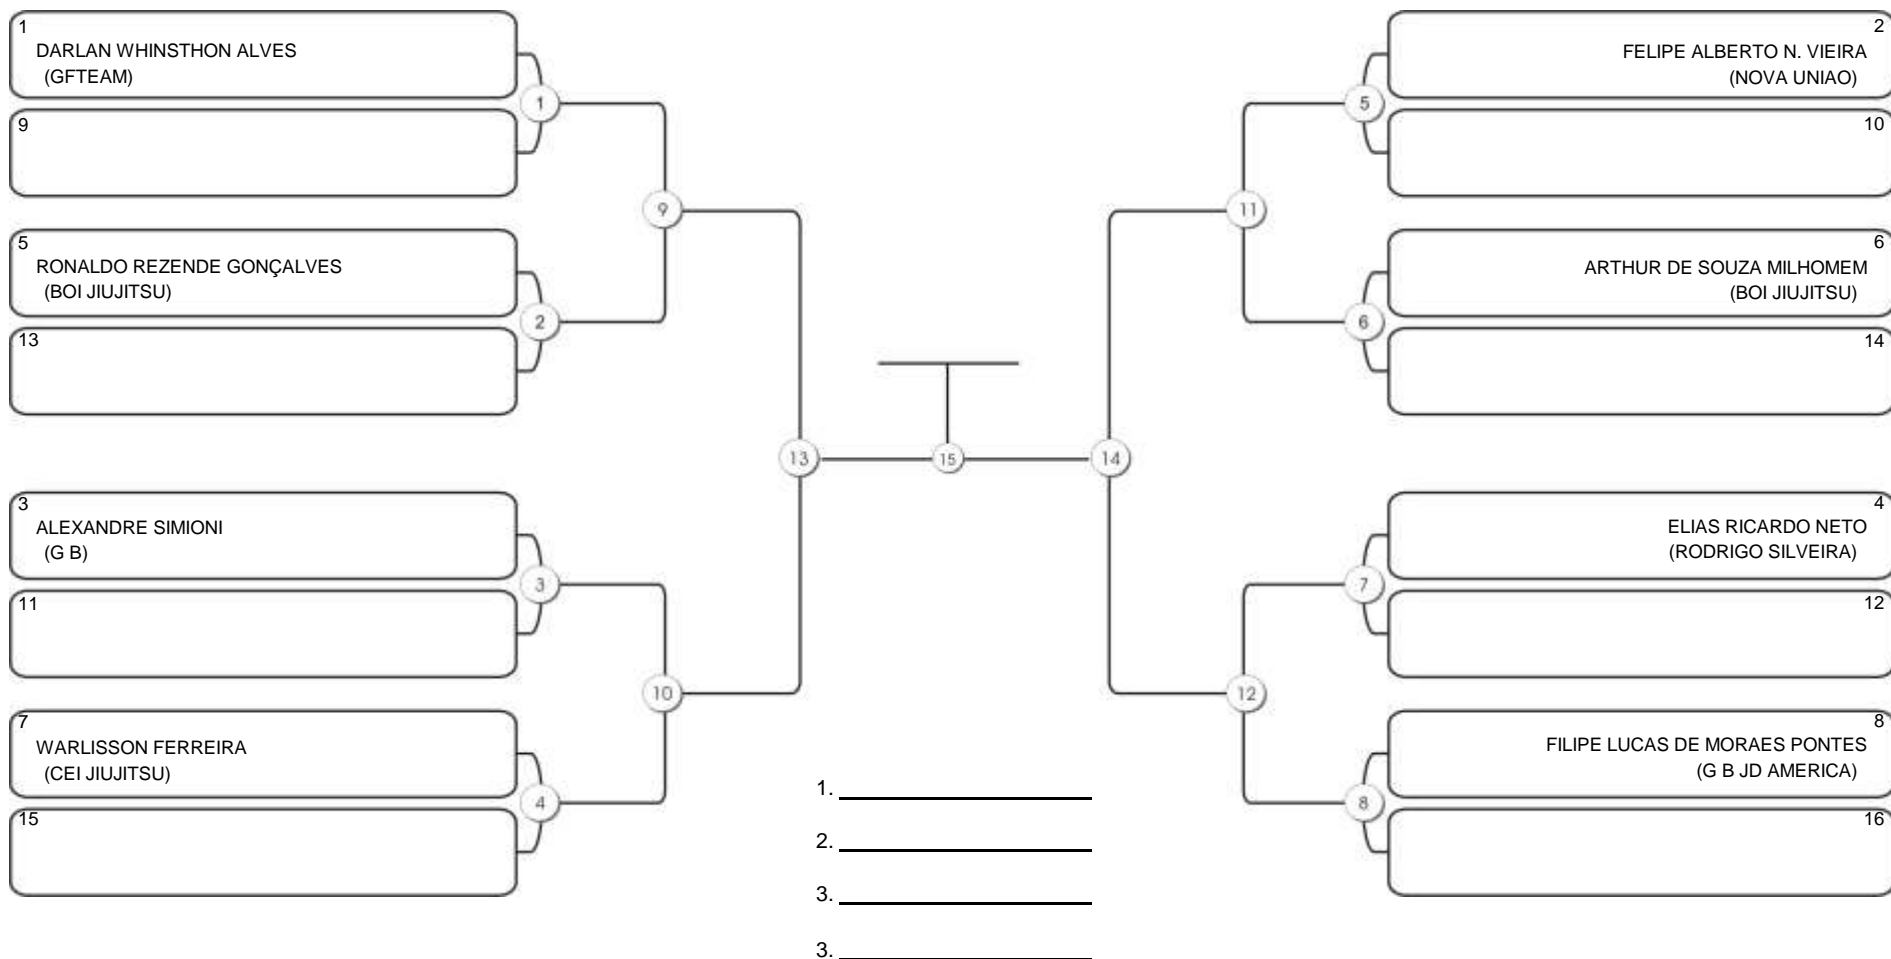 1
DARLAN WHINSTHON ALVES
(GFTEAM)
9
1
5
RONALDO REZENDE GONÇALVES
(BOI JIUJITSU)
13
2
9
3
ALEXANDRE SIMIONI
(G B)
11
3
7
WARLISSON FERREIRA
(CEI JIUJITSU)
15
4
10
13
15
14
2
FELIPE ALBERTO N. VIEIRA
(NOVA UNIAO)
10
5
6
ARTHUR DE SOUZA MILHOMEM
(BOI JIUJITSU)
14
6
11
4
ELIAS RICARDO NETO
(RODRIGO SILVEIRA)
12
7
8
FILIPE LUCAS DE MORAES PONTES
(G B JD AMERICA)
16
8
12
1.
2.
3.
3.